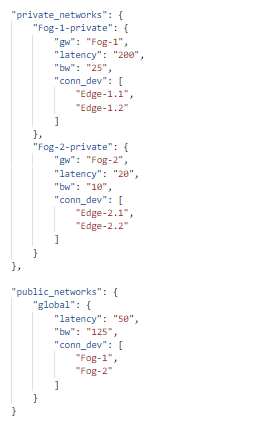 "private_networks": {
"Fog-1-private": {
"gw": "Fog-1",
"latency": "200",
"bw": "25",
"conn_dev": [
"Edge-1.1",
"Edge-1.2"
]
},
"Fog-2-private": {
"gw": "Fog-2",
"latency": "20",
"bw": "10",
"conn_dev": [
"Edge-2.1",
"Edge-2.2"
]
}
},
"public_networks": {
"global": {
"latency": "50",
"bw": "125",
"conn_dev": [
"Fog-1",
"Fog-2"
]
}
}